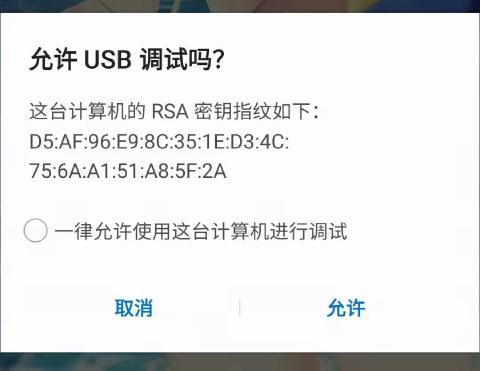 允许 USB 调试吗？
这台计算机的 RSA 密钥指纹如下：
D5:AF:96:E9:8C:35:1E:D3:4C:
75:6A:A1:51:A8:5F:2A
一律允许使用这台计算机进行调试
取消
允许